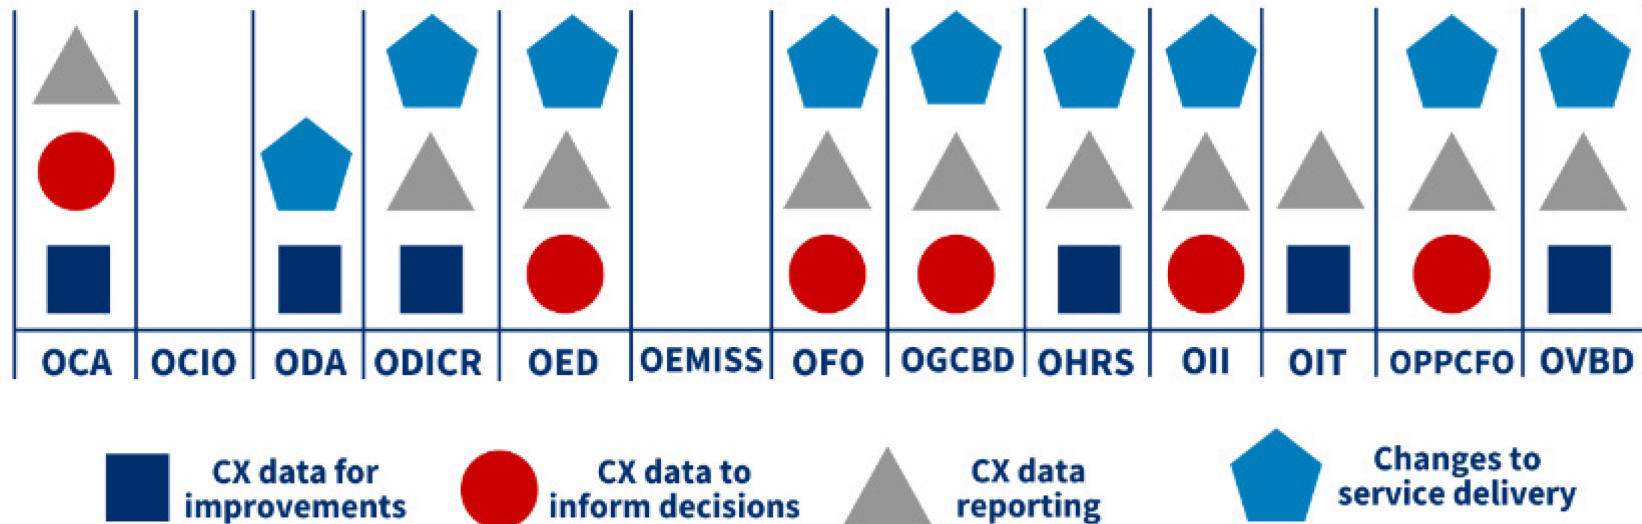 OCA OCIO ODA ODICR OED OEMISS OFO OGCBD OHRS OII OIT OPPCFO OVBD
CX data for
improvements
CX data to
inform decisions
CX data
reporting
Changes to
service delivery